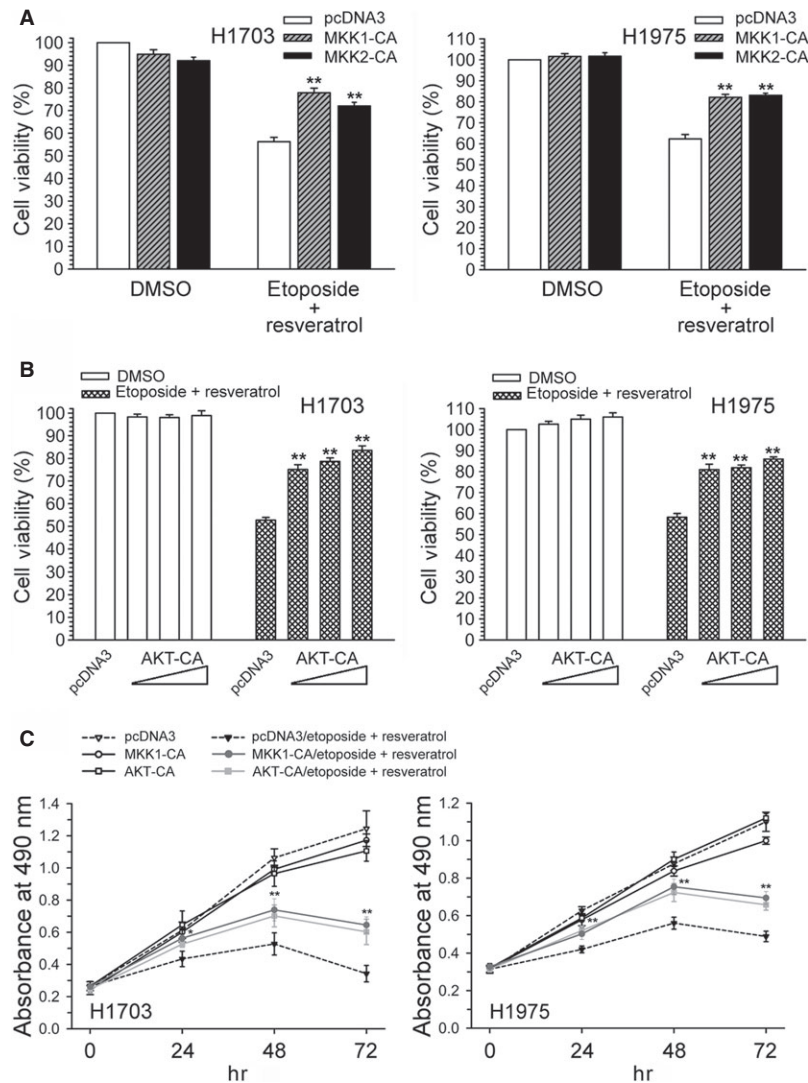 A
pcDNA3
MKK1-CA
MKK2-CA
H1703
Cell viability (%)
100
90
80
70
60
50
40
30
20
10
0
**
**
DMSO
Etoposide
+
resveratrol
pcDNA3
MKK1-CA
MKK2-CA
H1975
Cell viability (%)
110
100
90
80
70
60
50
40
30
20
10
0
**
**
DMSO
Etoposide
+
resveratrol
B
DMSO
Etoposide + resveratrol
H1703
Cell viability (%)
100
90
80
70
60
50
40
30
20
10
0
**
**
**
pcDNA3
AKT-CA
pcDNA3
AKT-CA
DMSO
Etoposide + resveratrol
H1975
Cell viability (%)
110
100
90
80
70
60
50
40
30
20
10
0
**
**
**
pcDNA3
AKT-CA
pcDNA3
AKT-CA
C
pcDNA3
MKK1-CA
AKT-CA
pcDNA3/etoposide + resveratrol
MKK1-CA/etoposide + resveratrol
AKT-CA/etoposide + resveratrol
Absorbance at 490 nm
1.4
1.2
1.0
0.8
0.6
0.4
0.2
0.0
*
**
**
H1703
0
24
48
72
hr
Absorbance at 490 nm
1.2
1.0
0.8
0.6
0.4
0.2
0.0
**
**
**
H1975
0
24
48
72
hr